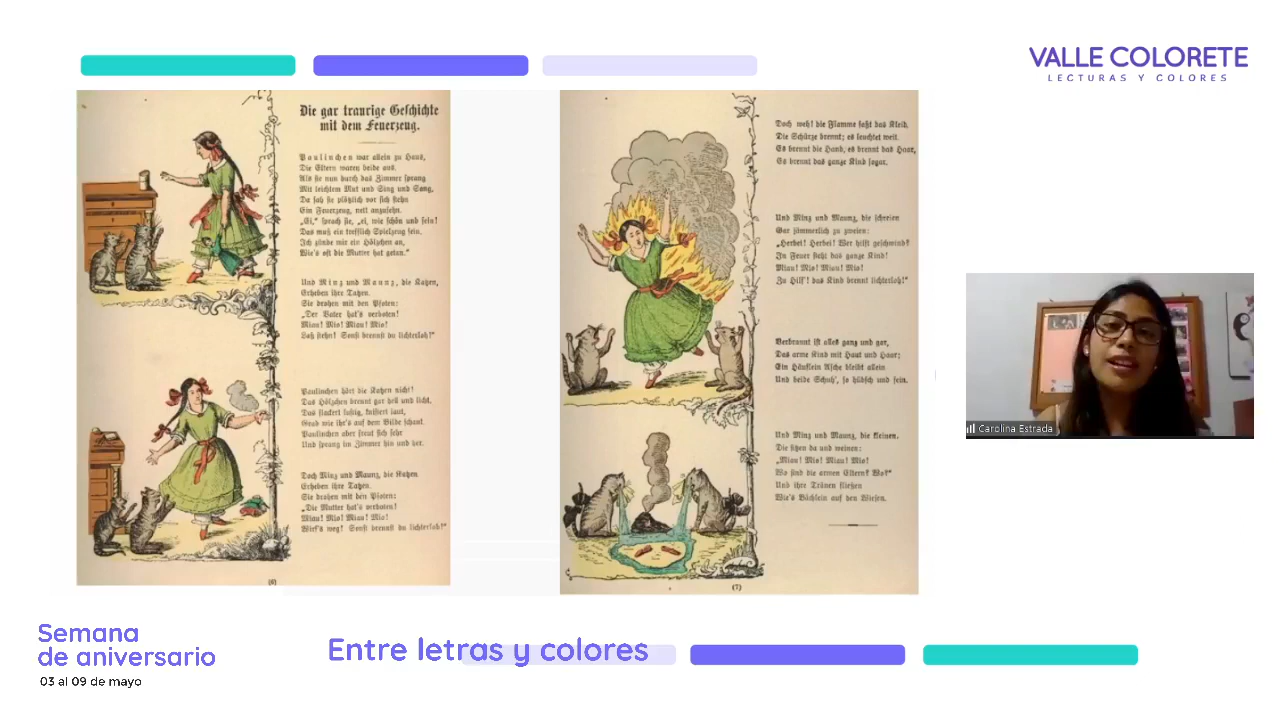 VALLE COLORETE
LECTURAS Y COLORES
Die gar traurige Geschichte
mit dem Feuerzeug.
Paulinchen war allein zu Haus,
Die Eltern waren beide aus.
Als sie nun durch das Zimmer sprang
Mit leichtem Mut und Sing und Sang,
Da sah sie plötzlich vor sich stehn
Ein Feuerzeug, nett anzusehn.
„Ei,“ sprach sie, „ei, wie schön und fein!
Das muß ein trefflich Spielzeug sein.
Ich zünde mir ein Hölzchen an,
Wie's oft die Mutter hat getan.“
Und Minz und Maunz, die Katzen,
Erheben ihre Tatzen.
Sie drohen mit den Pfoten:
„Der Vater hat's verboten!
Miau! Mio! Miau! Mio!
Laß stehn! Sonst brennst du lichterloh!“
Paulinchen hört die Katzen nicht!
Das Hölzchen brennt gar hell und licht,
Das flackert lustig, knistert laut,
Grad wie ihr's auf dem Bilde schaut.
Paulinchen aber freut sich sehr
Und sprang im Zimmer hin und her.
Doch Minz und Maunz, die Katzen
Erheben ihre Tatzen.
Sie drohen mit den Pfoten:
„Die Mutter hat's verboten!
Miau! Mio! Miau! Mio!
Wirf's weg! Sonst brennst du lichterloh!“
(6)
Doch weh! die Flamme faßt das Kleid,
Die Schürze brennt; es leuchtet weit.
Es brennt die Hand, es brennt das Haar,
Es brennt das ganze Kind sogar.
Und Minz und Maunz, die schreien
Gar jämmerlich zu zweien:
„Herbei! Herbei! Wer hilft geschwind?
In Feuer steht das ganze Kind!
Miau! Mio! Miau! Mio!
Zu Hilf'! das Kind brennt lichterloh!“
Verbrannt ist alles ganz und gar,
Das arme Kind mit Haut und Haar;
Ein Häuflein Asche bleibt allein
Und beide Schuh', so hübsch und fein.
Und Minz und Maunz, die kleinen,
Die sitzen da und weinen:
„Miau! Mio! Miau! Mio!
Wo sind die armen Eltern? Wo?“
Und ihre Tränen fließen
Wie's Bächlein auf den Wiesen.
(7)
Carolina Estrada
Semana
de aniversario
03 al 09 de mayo
Entre letras y colores